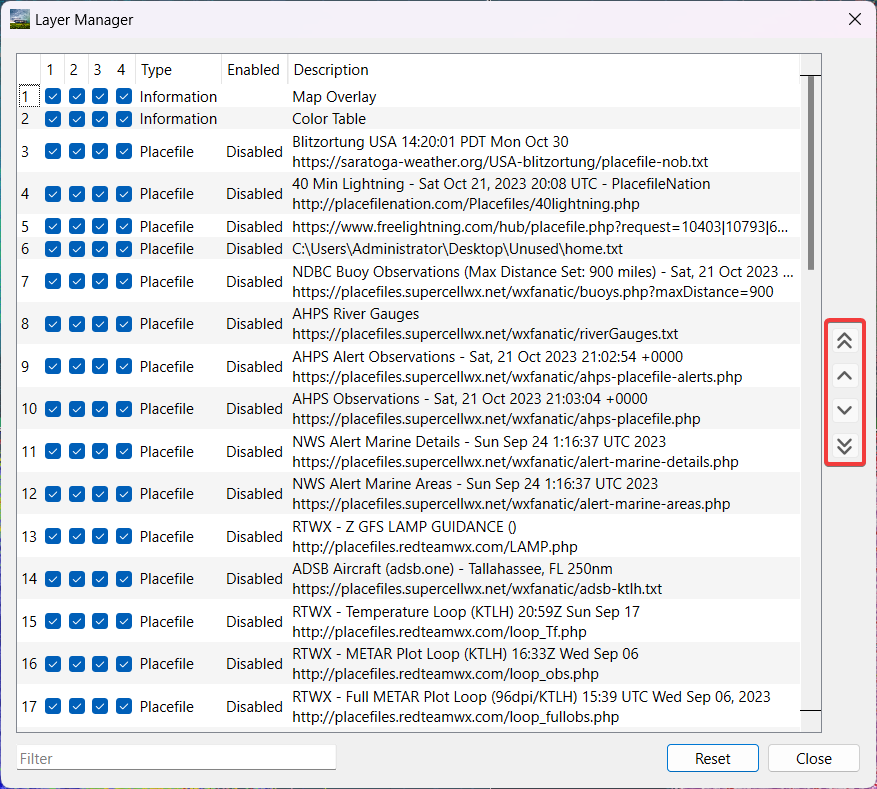 Layer Manager
1 2 3 4 Type Enabled Description
1 Information Map Overlay
2 Information Color Table
3 Placefile Disabled Blitzortung USA 14:20:01 PDT Mon Oct 30
https://saratoga-weather.org/USA-blitzortung/placefile-nob.txt
4 Placefile Disabled 40 Min Lightning - Sat Oct 21, 2023 20:08 UTC - PlacefileNation
http://placefilenation.com/Placefiles/40lightning.php
5 Placefile Disabled https://www.freelightning.com/hub/placefile.php?request=10403|10793|6...
6 Placefile Disabled C:\Users\Administrator\Desktop\Unused\home.txt
7 Placefile Disabled NDBC Buoy Observations (Max Distance Set: 900 miles) - Sat, 21 Oct 2023 ...
https://placefiles.supercellwx.net/wxfanatic/buoys.php?maxDistance=900
8 Placefile Disabled AHPS River Gauges
https://placefiles.supercellwx.net/wxfanatic/riverGauges.txt
9 Placefile Disabled AHPS Alert Observations - Sat, 21 Oct 2023 21:02:54 +0000
https://placefiles.supercellwx.net/wxfanatic/ahps-placefile-alerts.php
10 Placefile Disabled AHPS Observations - Sat, 21 Oct 2023 21:03:04 +0000
https://placefiles.supercellwx.net/wxfanatic/ahps-placefile.php
11 Placefile Disabled NWS Alert Marine Details - Sun Sep 24 1:16:37 UTC 2023
https://placefiles.supercellwx.net/wxfanatic/alert-marine-details.php
12 Placefile Disabled NWS Alert Marine Areas - Sun Sep 24 1:16:37 UTC 2023
https://placefiles.supercellwx.net/wxfanatic/alert-marine-areas.php
13 Placefile Disabled RTWX - Z GFS LAMP GUIDANCE ()
http://placefiles.redteamwx.com/LAMP.php
14 Placefile Disabled ADSB Aircraft (adsb.one) - Tallahassee, FL 250nm
https://placefiles.supercellwx.net/wxfanatic/adsb-ktlh.txt
15 Placefile Disabled RTWX - Temperature Loop (KTLH) 20:59Z Sun Sep 17
http://placefiles.redteamwx.com/loop_Tf.php
16 Placefile Disabled RTWX - METAR Plot Loop (KTLH) 16:33Z Wed Sep 06
http://placefiles.redteamwx.com/loop_obs.php
17 Placefile Disabled RTWX - Full METAR Plot Loop (96dpi/KTLH) 15:39 UTC Wed Sep 06, 2023
http://placefiles.redteamwx.com/loop_fullobs.php
Filter Reset Close